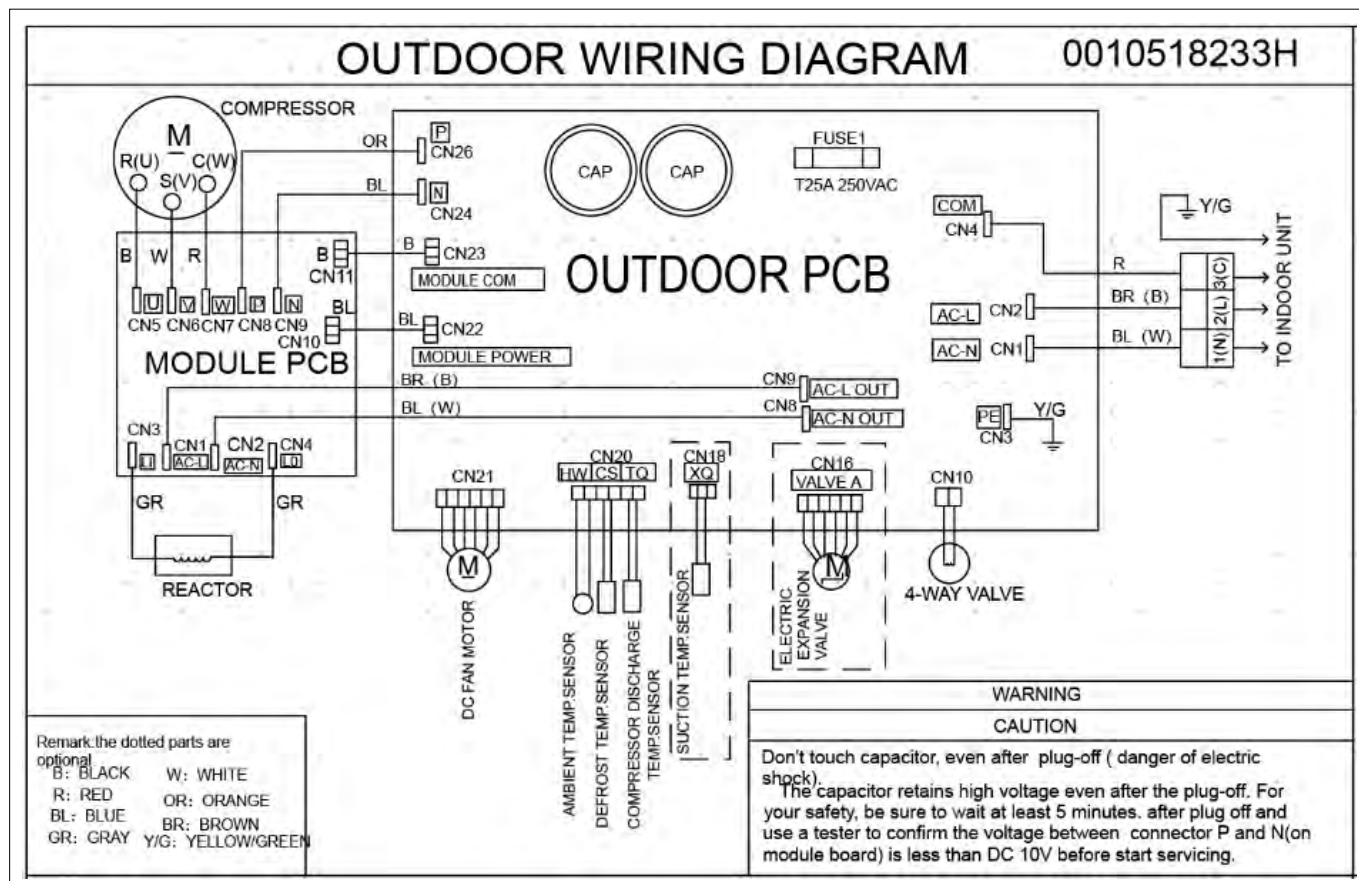 OUTDOOR WIRING DIAGRAM
0010518233H
COMPRESSOR
M
R(U)
C(W)
S(V)
B
W
R
OR
BL
P
CN26
N
CN24
B
CN11
B
CN23
MODULE COM
BL
CN10
BL
CN22
MODULE POWER
U
V
W
P
N
CN5
CN6
CN7
CN8
CN9
MODULE PCB
BR (B)
BL (W)
CN3
LI
CN1
AC-L
CN2
AC-N
CN4
LO
GR
GR
REACTOR
CAP
CAP
FUSE1
T25A 250VAC
OUTDOOR PCB
COM
CN4
AC-L
CN2
AC-N
CN1
CN9
AC-L OUT
CN8
AC-N OUT
PE
CN3
Y/G
Y/G
R
BR (B)
BL (W)
3(C)
2(L)
1(N)
TO INDOOR UNIT
CN21
M
DC FAN MOTOR
CN20
HW
CS
TQ
AMBIENT TEMP.SENSOR
DEFROST TEMP.SENSOR
COMPRESSOR DISCHARGE
TEMP.SENSOR
CN18
XQ
SUCTION TEMP.SENSOR
CN16
VALVE A
M
ELECTRIC
EXPANSION
VALVE
CN10
4-WAY VALVE
Remark:the dotted parts are
optional
B: BLACK
W: WHITE
R: RED
OR: ORANGE
BL: BLUE
BR: BROWN
GR: GRAY
Y/G: YELLOW/GREEN
WARNING
CAUTION
Don't touch capacitor, even after plug-off ( danger of electric
shock).
The capacitor retains high voltage even after the plug-off. For
your safety, be sure to wait at least 5 minutes. after plug off and
use a tester to confirm the voltage between connector P and N(on
module board) is less than DC 10V before start servicing.